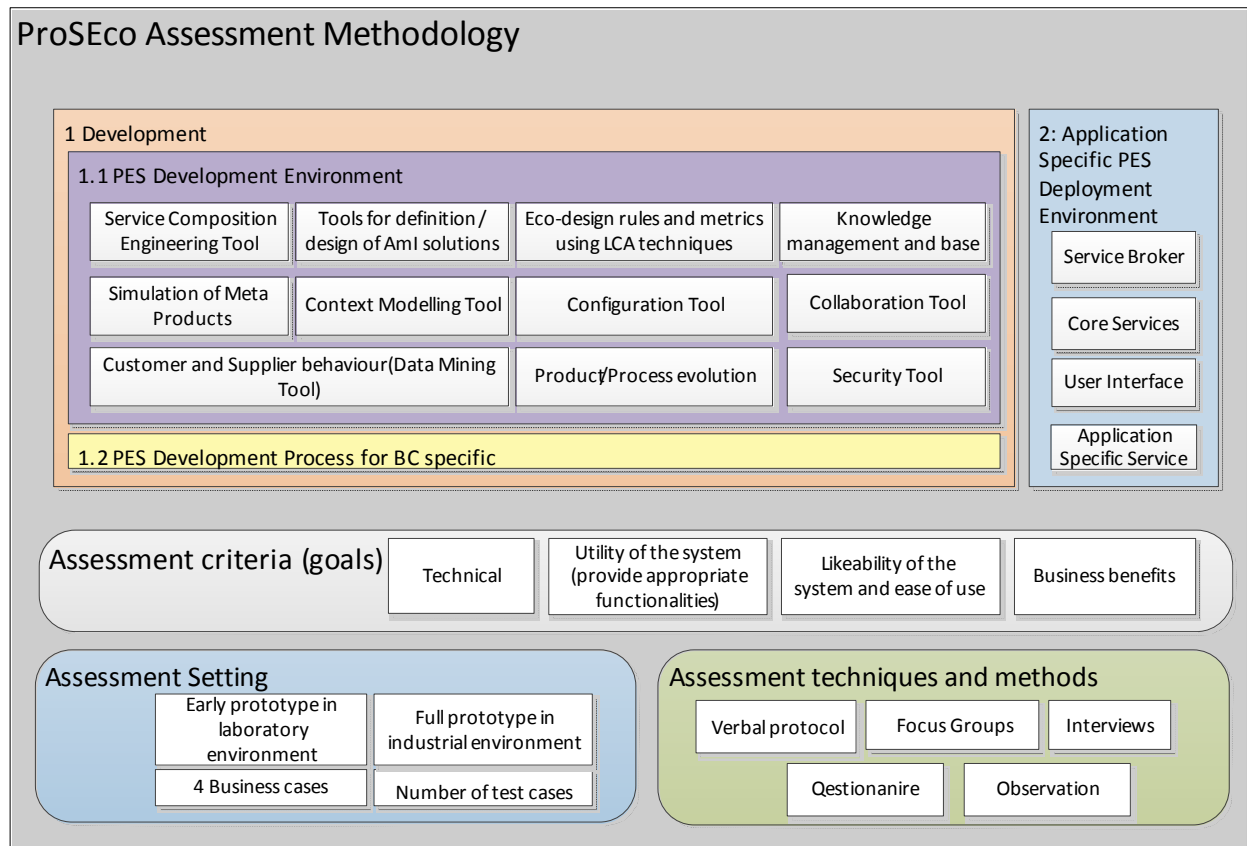 ProSEco Assessment Methodology
1 Development
1.1 PES Development Environment
Service Composition
Engineering Tool
Tools for definition /
design of AmI solutions
Eco-design rules and metrics
using LCA techniques
Knowledge
management and base
Simulation of Meta
Products
Context Modelling Tool
Configuration Tool
Collaboration Tool
Customer and Supplier behaviour(Data Mining
Tool)
Product/Process evolution
Security Tool
1.2 PES Development Process for BC specific
2: Application
Specific PES
Deployment
Environment
Service Broker
Core Services
User Interface
Application
Specific Service
Assessment criteria (goals)
Technical
Utility of the system
(provide appropriate
functionalities)
Likeability of the
system and ease of use
Business benefits
Assessment Setting
Early prototype in
laboratory
environment
Full prototype in
industrial environment
4 Business cases
Number of test cases
Assessment techniques and methods
Verbal protocol
Focus Groups
Interviews
Qestionanire
Observation